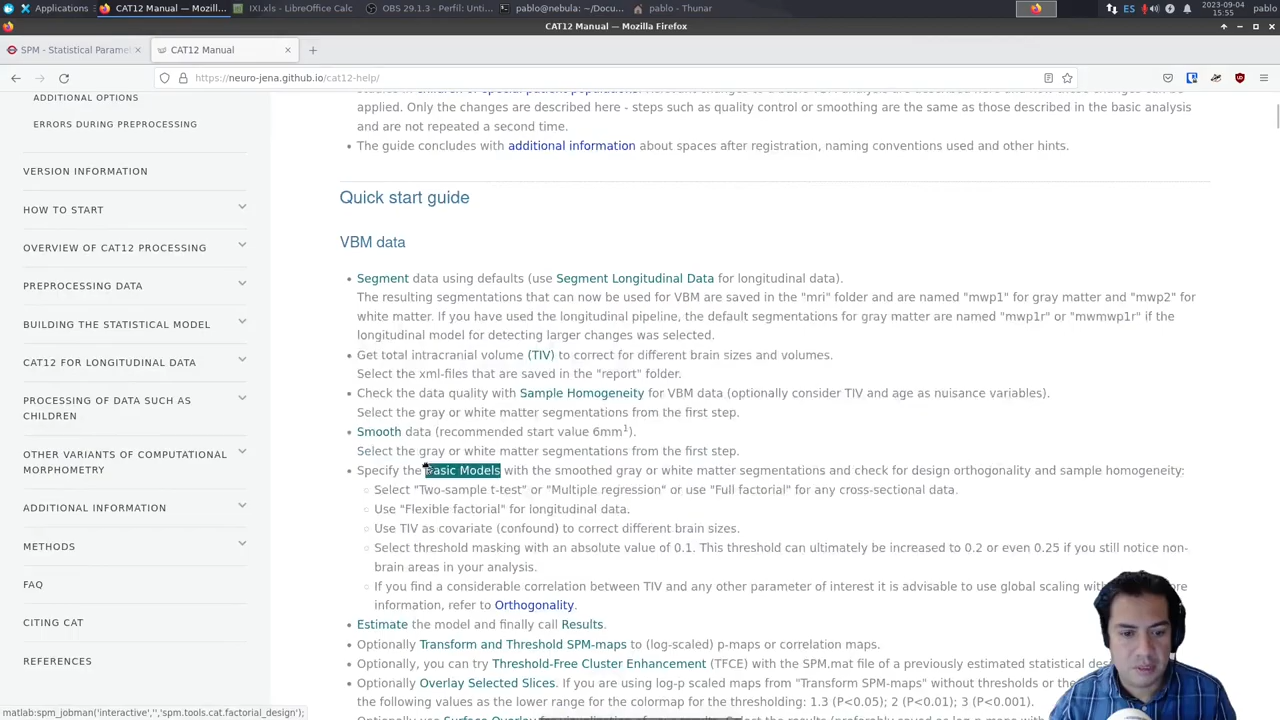 Applications
CAT12 Manual — Mozill...
IXI.xls - LibreOffice Calc
OBS 29.1.3 - Perfil: Unti...
pablo@nebula: ~/Docu...
pablo - Thunar
ES
2023-09-04
15:55
pablo
CAT12 Manual — Mozilla Firefox
SPM - Statistical Parame
CAT12 Manual
https://neuro-jena.github.io/cat12-help/
ADDITIONAL OPTIONS
ERRORS DURING PREPROCESSING
VERSION INFORMATION
HOW TO START
OVERVIEW OF CAT12 PROCESSING
PREPROCESSING DATA
BUILDING THE STATISTICAL MODEL
CAT12 FOR LONGITUDINAL DATA
PROCESSING OF DATA SUCH AS
CHILDREN
OTHER VARIANTS OF COMPUTATIONAL
MORPHOMETRY
ADDITIONAL INFORMATION
METHODS
FAQ
CITING CAT
REFERENCES
applied. Only the changes are described here - steps such as quality control or smoothing are the same as those described in the basic analysis
and are not repeated a second time.
• The guide concludes with additional information about spaces after registration, naming conventions used and other hints.
Quick start guide
VBM data
• Segment data using defaults (use Segment Longitudinal Data for longitudinal data).
The resulting segmentations that can now be used for VBM are saved in the "mri" folder and are named "mwp1" for gray matter and "mwp2" for
white matter. If you have used the longitudinal pipeline, the default segmentations for gray matter are named "mwp1r" or "mwmwp1r" if the
longitudinal model for detecting larger changes was selected.
• Get total intracranial volume (TIV) to correct for different brain sizes and volumes.
Select the xml-files that are saved in the "report" folder.
• Check the data quality with Sample Homogeneity for VBM data (optionally consider TIV and age as nuisance variables).
Select the gray or white matter segmentations from the first step.
• Smooth data (recommended start value 6mm¹).
Select the gray or white matter segmentations from the first step.
• Specify the Basic Models with the smoothed gray or white matter segmentations and check for design orthogonality and sample homogeneity:
◦ Select "Two-sample t-test" or "Multiple regression" or use "Full factorial" for any cross-sectional data.
◦ Use "Flexible factorial" for longitudinal data.
◦ Use TIV as covariate (confound) to correct different brain sizes.
◦ Select threshold masking with an absolute value of 0.1. This threshold can ultimately be increased to 0.2 or even 0.25 if you still notice non-
brain areas in your analysis.
◦ If you find a considerable correlation between TIV and any other parameter of interest it is advisable to use global scaling with
information, refer to Orthogonality.
• Estimate the model and finally call Results.
• Optionally Transform and Threshold SPM-maps to (log-scaled) p-maps or correlation maps.
• Optionally, you can try Threshold-Free Cluster Enhancement (TFCE) with the SPM.mat file of a previously estimated statistical
• Optionally Overlay Selected Slices. If you are using log-p scaled maps from "Transform SPM-maps" without thresholds or the
the following values as the lower range for the colormap for the thresholding: 1.3 (P<0.05); 2 (P<0.01); 3 (P<0.001).
matlab:spm_jobman('interactive','','spm.tools.cat.factorial_design');